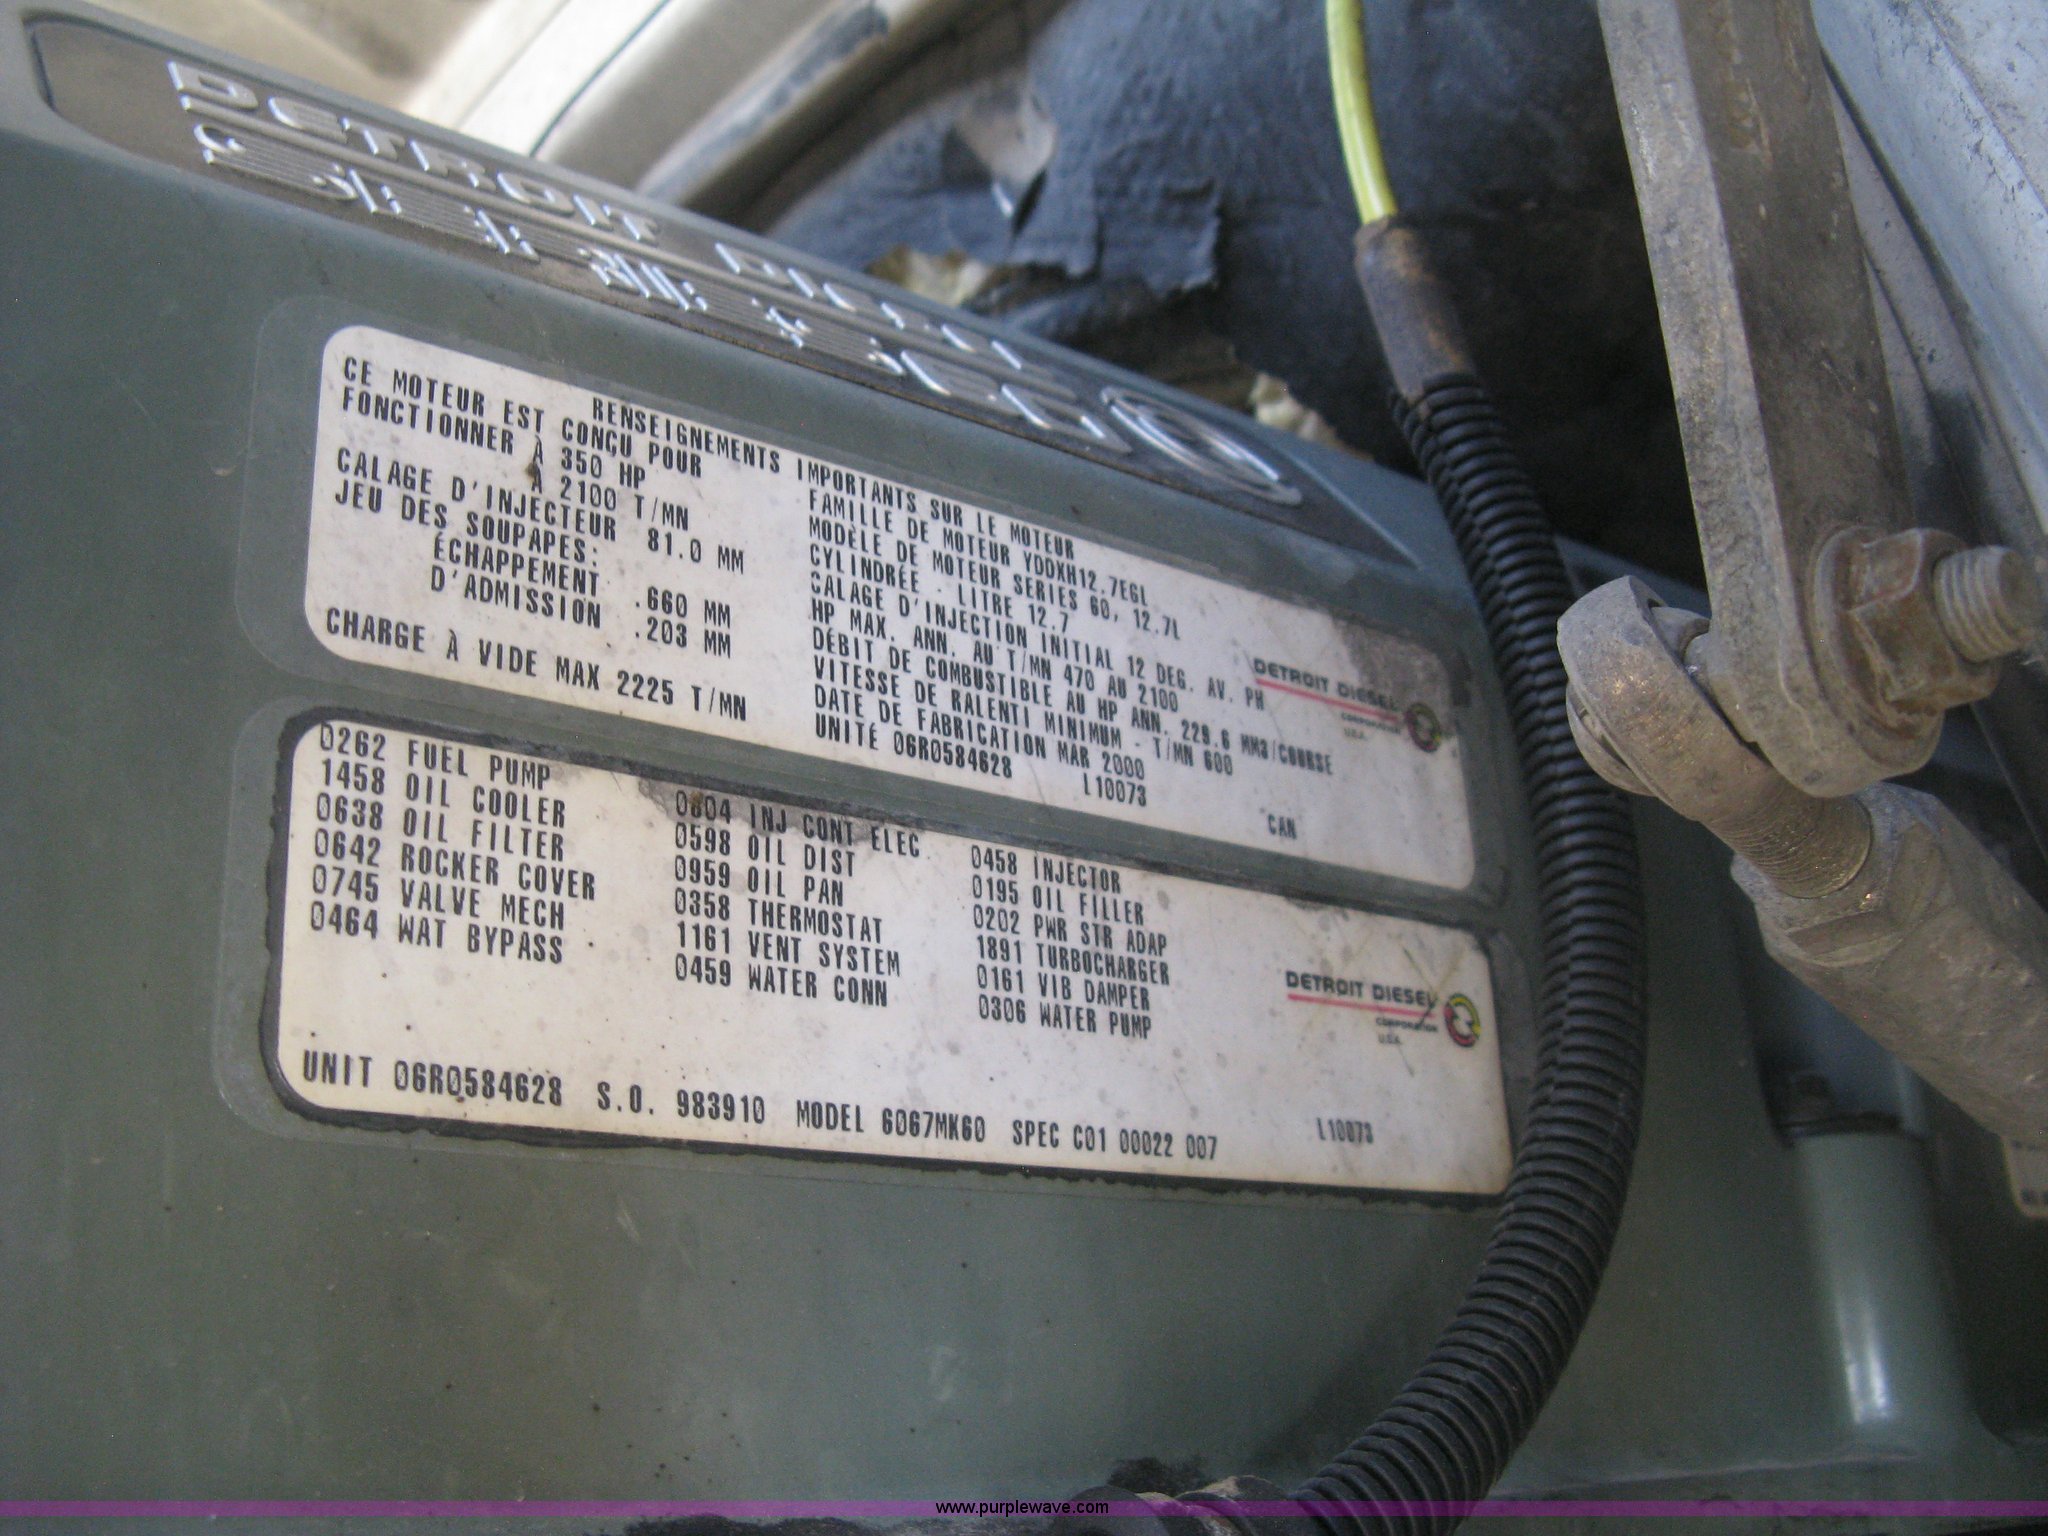 DETROIT DIESEL
RENSEIGNEMENTS IMPORTANTS SUR LE MOTEUR
CE MOTEUR EST CONÇU POUR
FONCTIONNER À 350 HP
À 2100 T/MN
CALAGE D'INJECTEUR 81.0 MM
JEU DES SOUPAPES:
ÉCHAPPEMENT .660 MM
D'ADMISSION .203 MM
CHARGE À VIDE MAX 2225 T/MN
FAMILLE DE MOTEUR YDDXH12.7EGL
MODÈLE DE MOTEUR SERIES 60, 12.7L
CYLINDRÉE - LITRE 12.7
CALAGE D'INJECTION INITIAL 12 DEG. AV. PH
HP MAX. ANN. AU T/MN 470 AU 2100
DÉBIT DE COMBUSTIBLE AU HP ANN. 229.6 MM3/COURSE
VITESSE DE RALENTI MINIMUM - T/MN 600
DATE DE FABRICATION MAR 2000
UNITÉ 06R0584628 L10073
CAN
DETROIT DIESEL
CORPORATION
U.S.A.
0262 FUEL PUMP
1458 OIL COOLER
0638 OIL FILTER
0642 ROCKER COVER
0745 VALVE MECH
0464 WAT BYPASS
0804 INJ CONT ELEC
0598 OIL DIST
0959 OIL PAN
0358 THERMOSTAT
1161 VENT SYSTEM
0459 WATER CONN
0458 INJECTOR
0195 OIL FILLER
0202 PWR STR ADAP
1891 TURBOCHARGER
0161 VIB DAMPER
0306 WATER PUMP
DETROIT DIESEL
CORPORATION
U.S.A.
UNIT 06R0584628 S.O. 983910 MODEL 6067MK60 SPEC C01 00022 007 L10073
www.purplewave.com